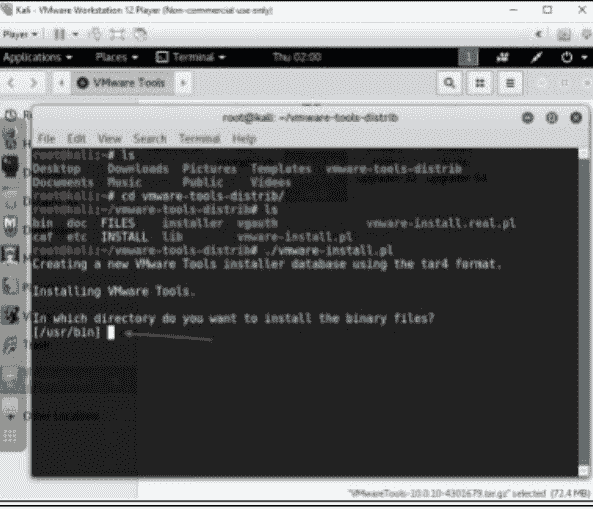 Kali - VMware Workstation 12 Player (Non-commercial use only)
Player
Applications Places Terminal Thu 02:00 1
VMware Tools
root@kali: ~/vmware-tools-distrib
File Edit View Search Terminal Help
root@kali:~# ls
Desktop Downloads Pictures Templates vmware-tools-distrib
Documents Music Public Videos
root@kali:~# cd vmware-tools-distrib/
root@kali:~/vmware-tools-distrib# ls
bin doc FILES installer vgauth vmware-install.real.pl
caf etc INSTALL lib vmware-install.pl
root@kali:~/vmware-tools-distrib# ./vmware-install.pl
Creating a new VMware Tools installer database using the tar4 format.
Installing VMware Tools.
In which directory do you want to install the binary files?
[/usr/bin]
Other Locations
"VMwareTools-10.0.10-4301679.tar.gz" selected (72.4 MB)